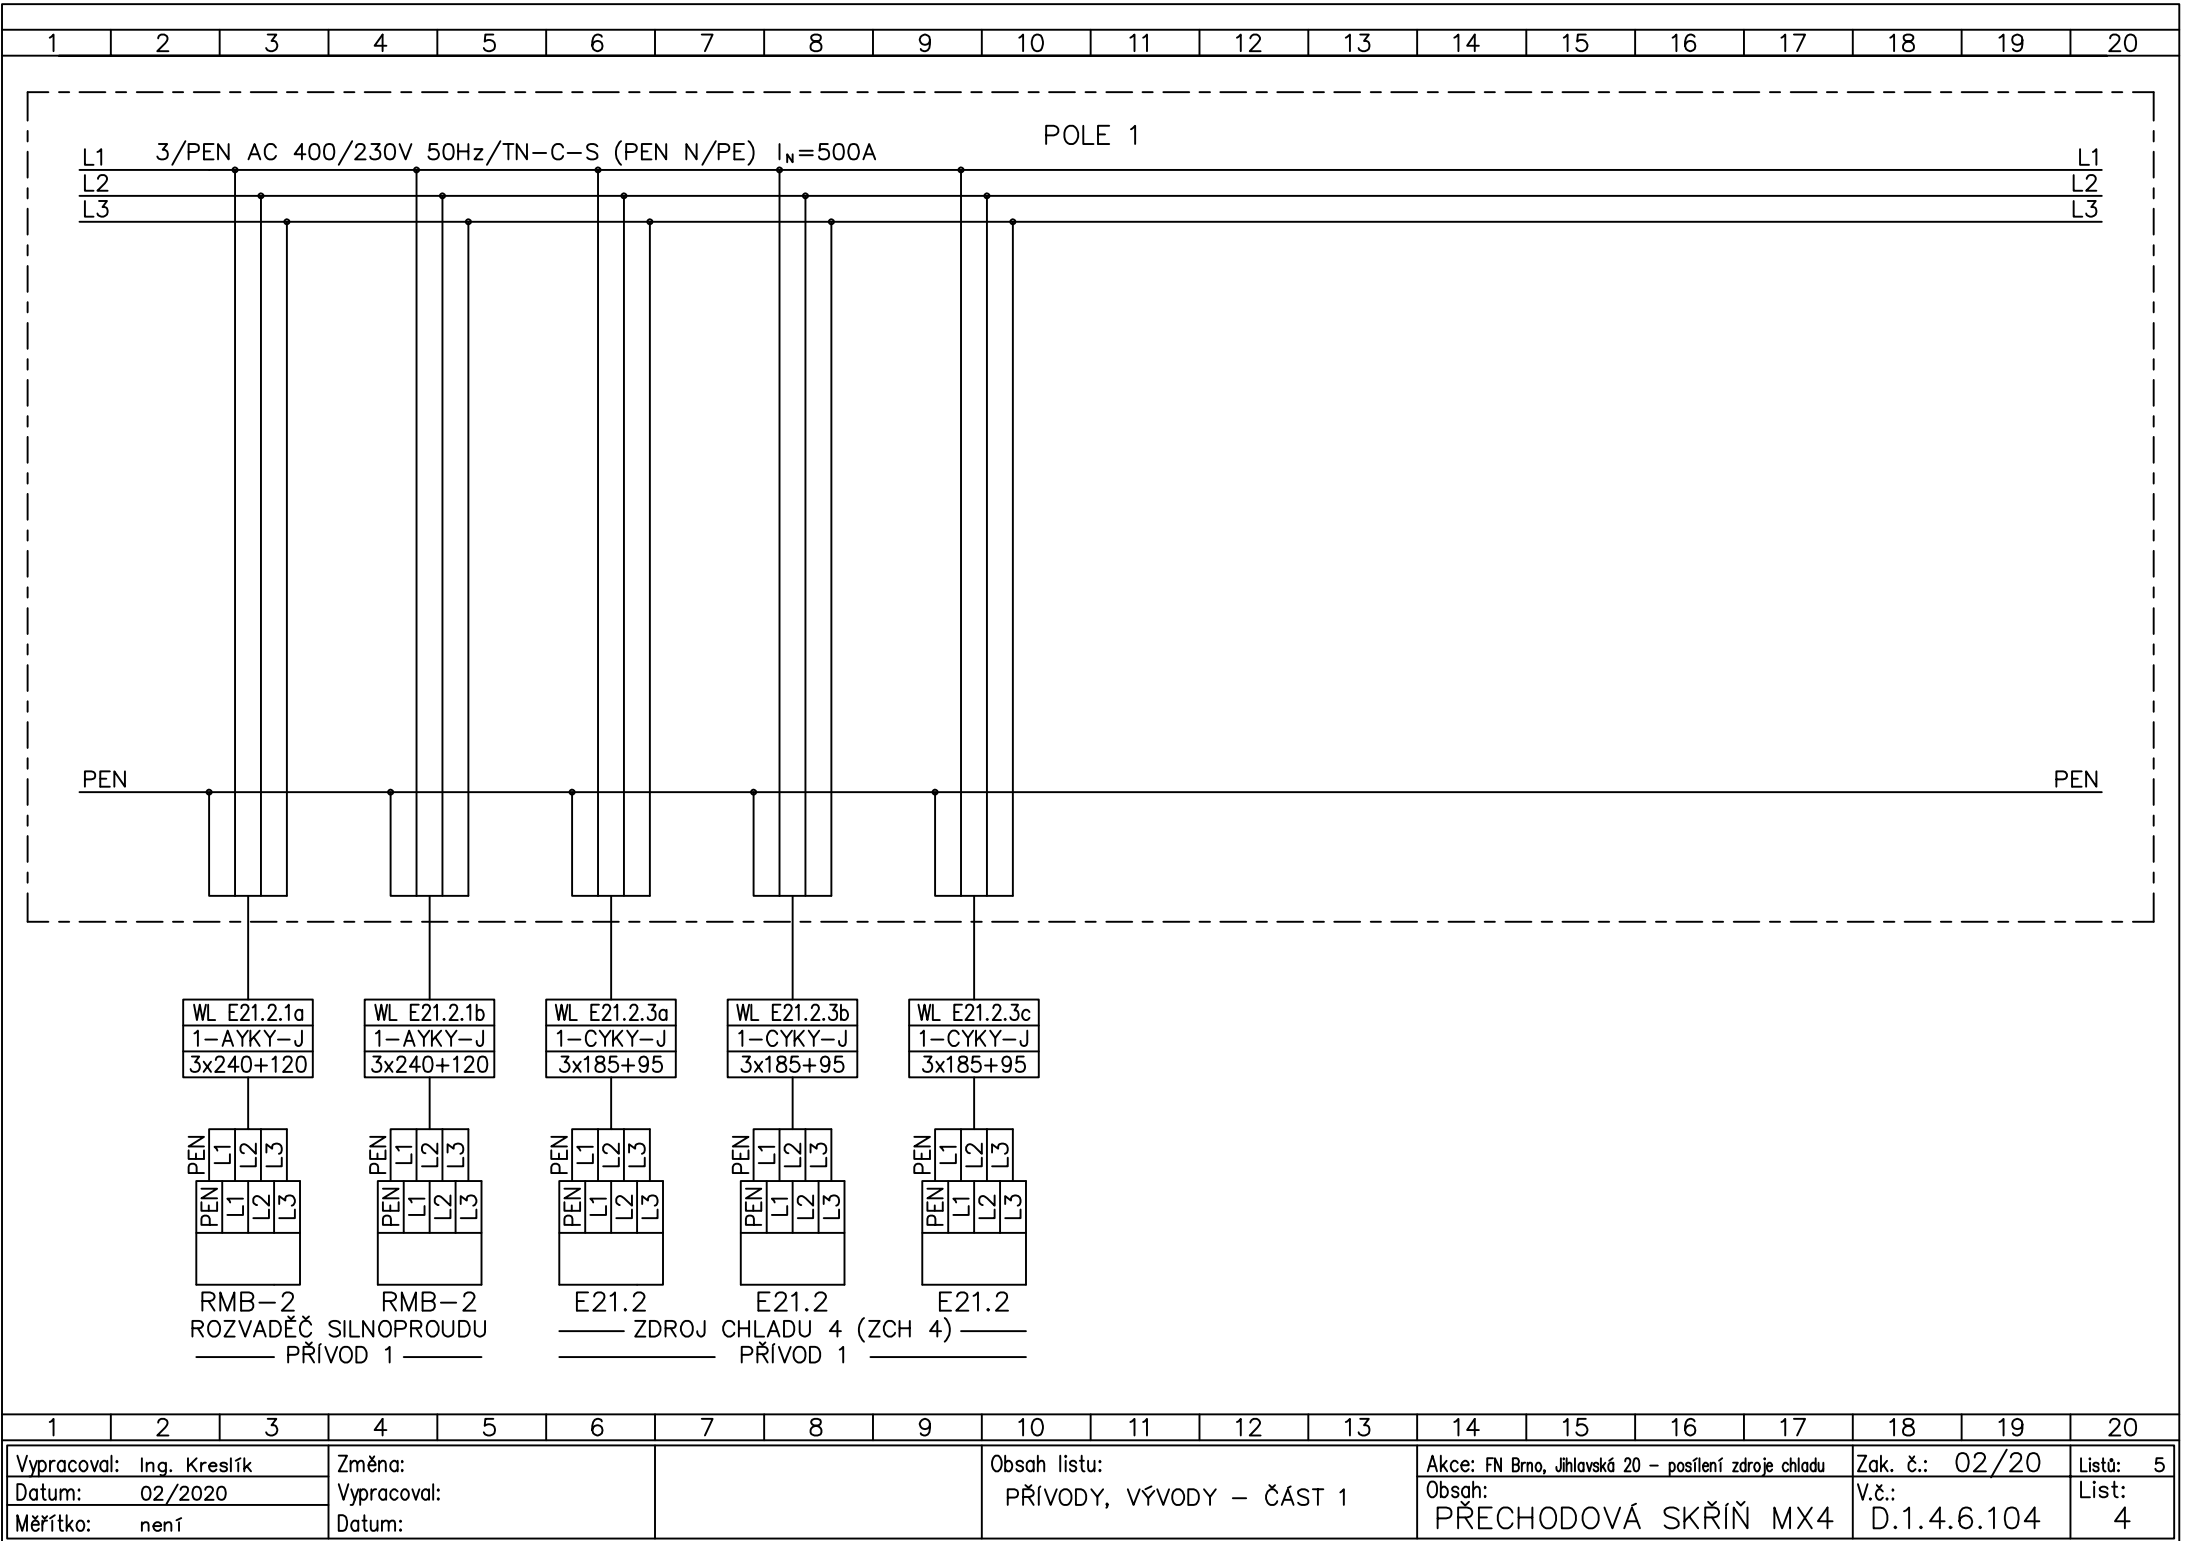 1 2 3 4 5 6 7 8 9 10 11 12 13 14 15 16 17 18 19 20
POLE 1
3/PEN AC 400/230V 50Hz/TN-C-S (PEN N/PE) IN=500A
L1 L1
L2 L2
L3 L3
PEN PEN
WL E21.2.1a WL E21.2.1b WL E21.2.3a WL E21.2.3b WL E21.2.3c
1-AYKY-J 1-AYKY-J 1-CYKY-J 1-CYKY-J 1-CYKY-J
3x240+120 3x240+120 3x185+95 3x185+95 3x185+95
PEN L1 L2 L3 PEN L1 L2 L3 PEN L1 L2 L3 PEN L1 L2 L3 PEN L1 L2 L3
PEN L1 L2 L3 PEN L1 L2 L3 PEN L1 L2 L3 PEN L1 L2 L3 PEN L1 L2 L3
RMB-2 RMB-2 E21.2 E21.2 E21.2
ROZVADĚČ SILNOPROUDU ZDROJ CHLADU 4 (ZCH 4)
PŘÍVOD 1 PŘÍVOD 1
1 2 3 4 5 6 7 8 9 10 11 12 13 14 15 16 17 18 19 20
Vypracoval: Ing. Kreslík
Datum: 02/2020
Měřítko: není
Změna:
Vypracoval:
Datum:
Obsah listu:
PŘÍVODY, VÝVODY - ČÁST 1
Akce: FN Brno, Jihlavská 20 - posílení zdroje chladu
Obsah:
PŘECHODOVÁ SKŘÍŇ MX4
Zak. č.: 02/20
V.č.:
D.1.4.6.104
Listů: 5
List:
4